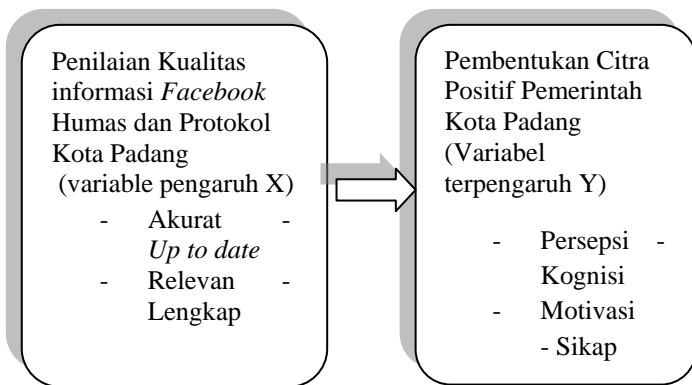 Penilaian Kualitas
informasi Facebook
Humas dan Protokol
Kota Padang
(variable pengaruh X)
- Akurat -
Up to date
- Relevan -
Lengkap
Pembentukan Citra
Positif Pemerintah
Kota Padang
(Variabel
terpengaruh Y)
- Persepsi -
Kognisi
- Motivasi
- Sikap